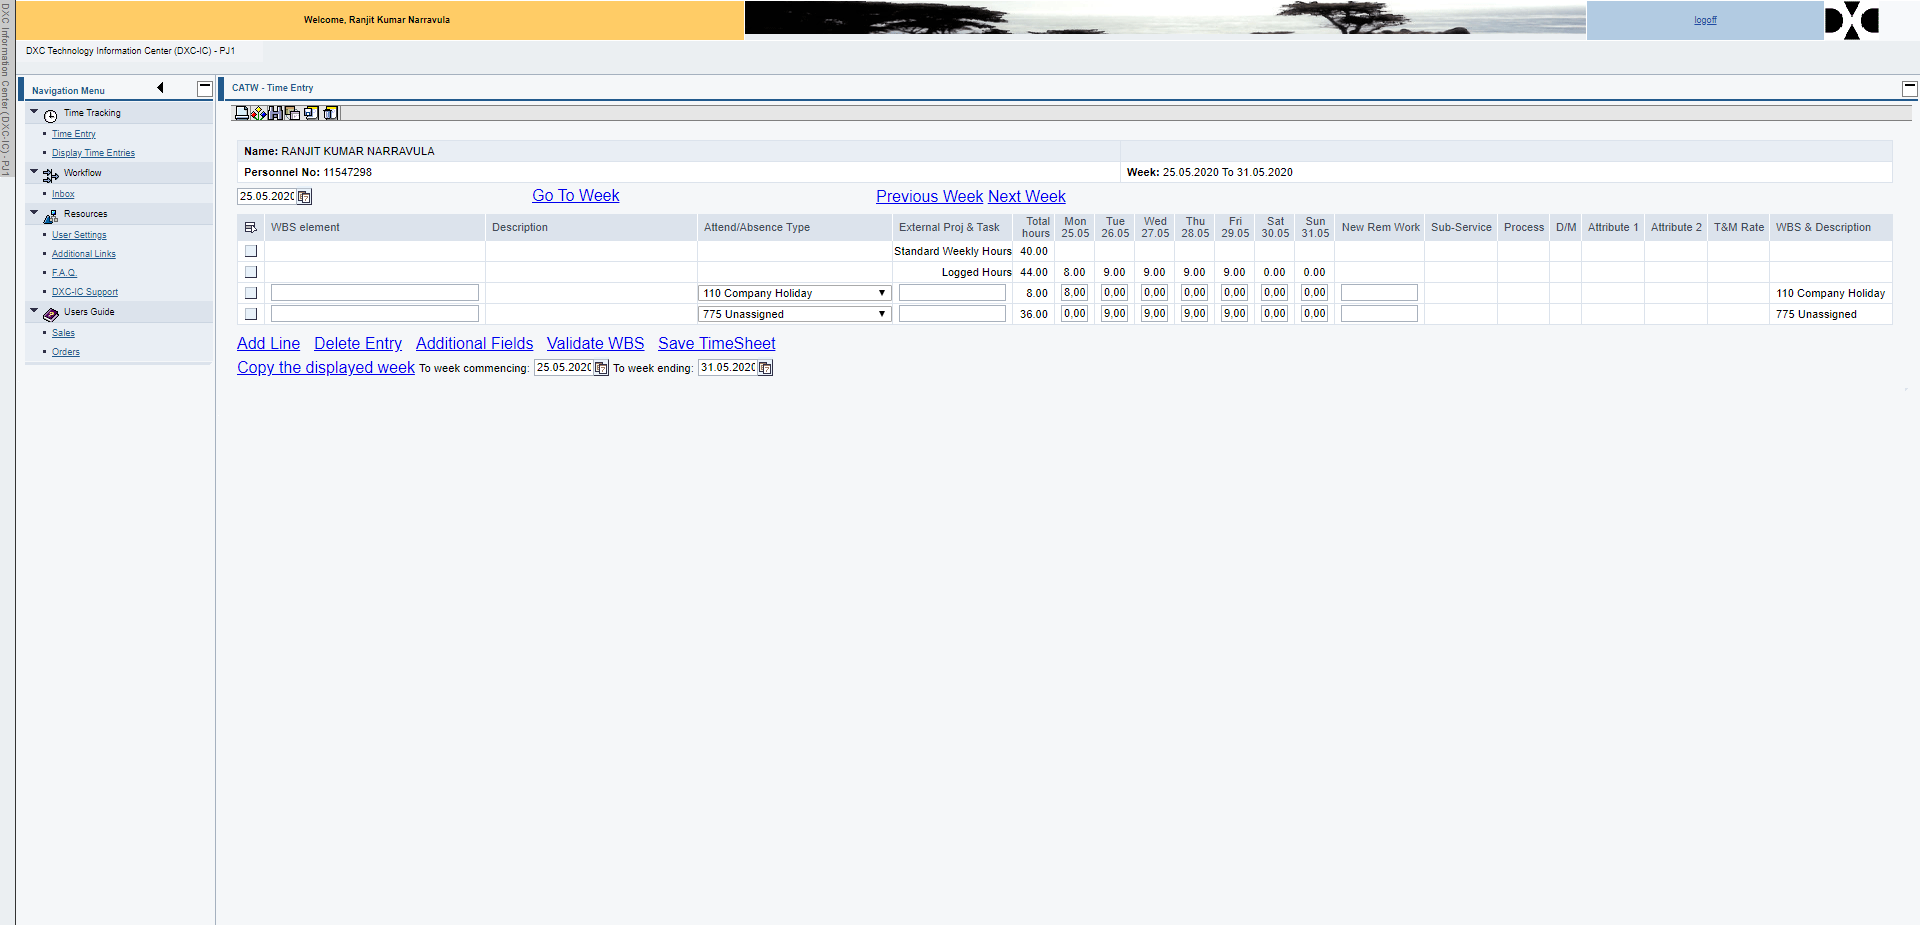 DXC Information Center (DXC-IC) - PJ1
Welcome, Ranjit Kumar Narravula
logoff
DXC
DXC Technology Information Center (DXC-IC) - PJ1
Navigation Menu
Time Tracking
Time Entry
Display Time Entries
Workflow
Inbox
Resources
User Settings
Additional Links
F.A.Q.
DXC-IC Support
Users Guide
Sales
Orders
CATW - Time Entry
Name: RANJIT KUMAR NARRAVULA
Personnel No: 11547298 Week: 25.05.2020 To 31.05.2020
25.05.2020 Go To Week Previous Week Next Week
WBS element Description Attend/Absence Type External Proj & Task Total hours Mon 25.05 Tue 26.05 Wed 27.05 Thu 28.05 Fri 29.05 Sat 30.05 Sun 31.05 New Rem Work Sub-Service Process D/M Attribute 1 Attribute 2 T&M Rate WBS & Description
Standard Weekly Hours 40.00
Logged Hours 44.00 8.00 9.00 9.00 9.00 9.00 0.00 0.00
110 Company Holiday 8.00 8,00 0,00 0,00 0,00 0,00 0,00 0,00 110 Company Holiday
775 Unassigned 36.00 0,00 9,00 9,00 9,00 9,00 0,00 0,00 775 Unassigned
Add Line Delete Entry Additional Fields Validate WBS Save TimeSheet
Copy the displayed week To week commencing: 25.05.2020 To week ending: 31.05.2020